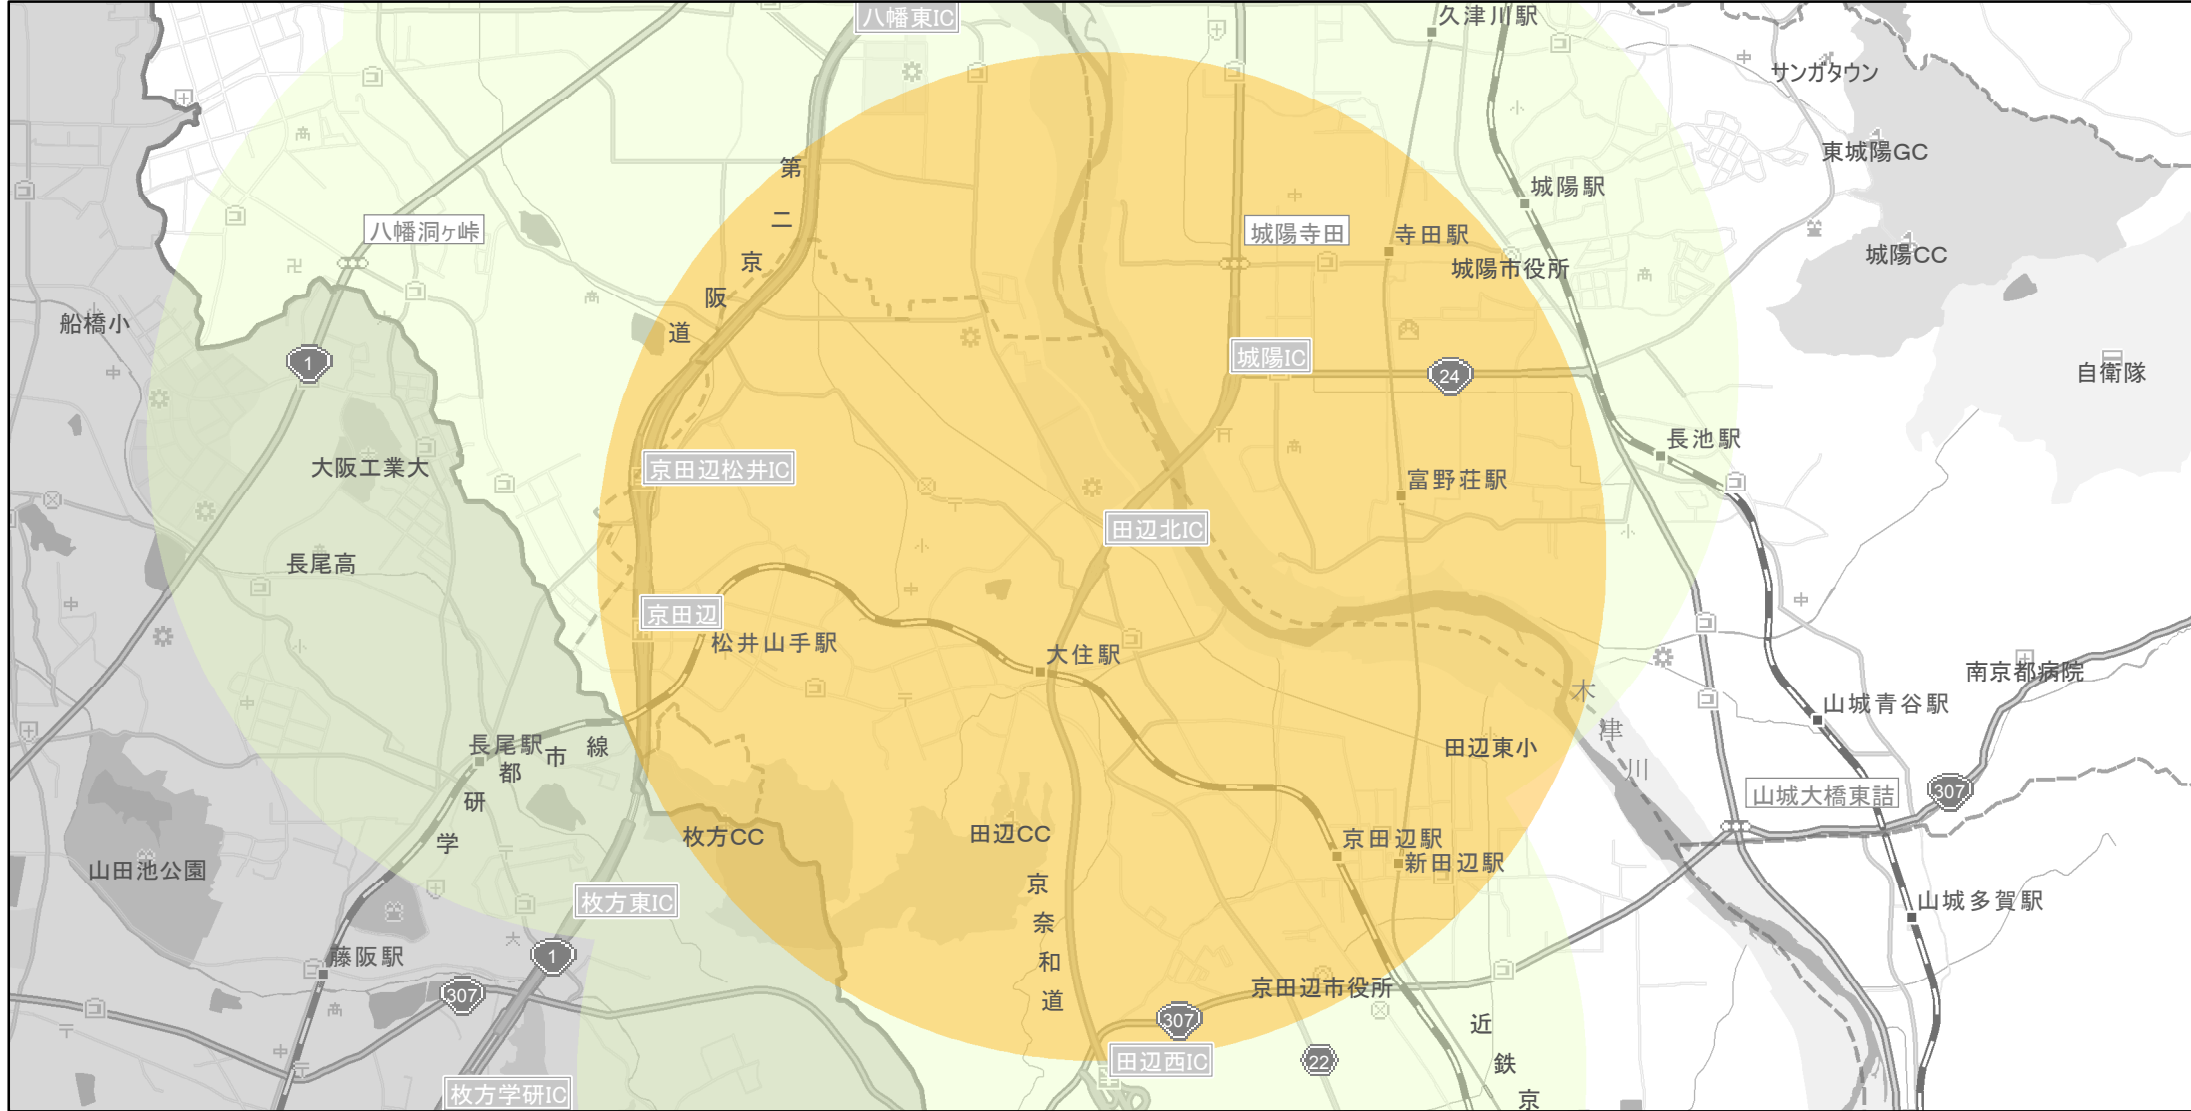 八幡東IC
久津川駅
サンガタウン
東城陽GC
第二京阪道
城陽駅
八幡洞ヶ峠
城陽寺田
寺田駅
城陽市役所
城陽CC
船橋小
1
城陽IC
24
自衛隊
大阪工業大
京田辺松井IC
長池駅
富野荘駅
田辺北IC
長尾高
京田辺
松井山手駅
大住駅
南京都病院
木津川
山城青谷駅
長尾駅
学研都市線
田辺東小
山城大橋東詰
307
枚方CC
田辺CC
京田辺駅
新田辺駅
山田池公園
枚方東IC
京奈和道
山城多賀駅
藤阪駅
1
307
京田辺市役所
307
田辺西IC
22
近鉄京
枚方学研IC